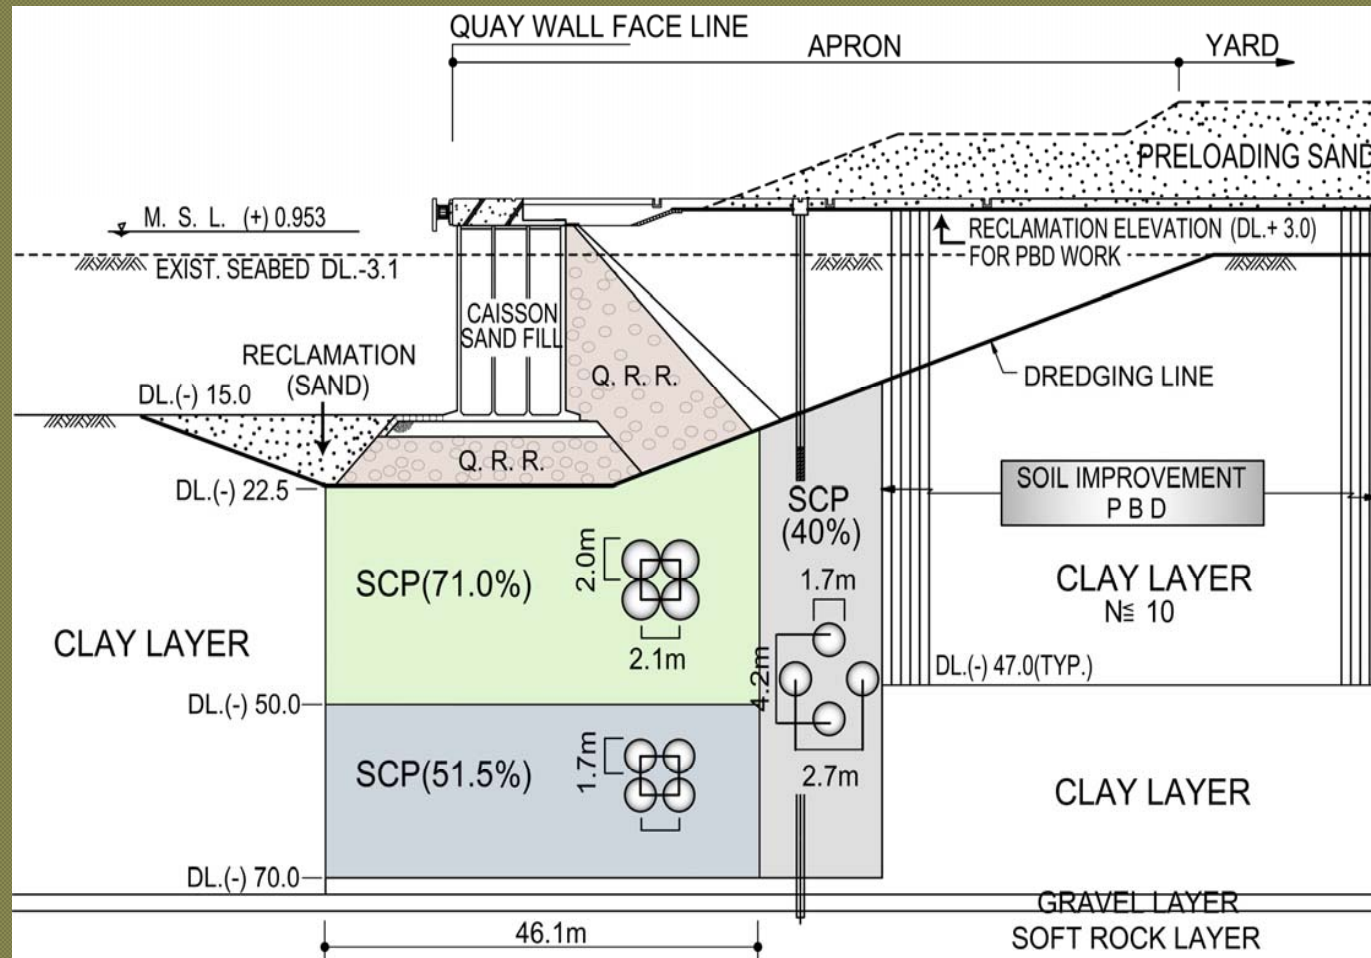 QUAY WALL FACE LINE
APRON
YARD
PRELOADING SAND
M. S. L. (+) 0.953
EXIST. SEABED DL.-3.1
RECLAMATION ELEVATION (DL.+ 3.0)
FOR PBD WORK
CAISSON
SAND FILL
RECLAMATION
(SAND)
Q. R. R.
DREDGING LINE
DL.(-) 15.0
Q. R. R.
DL.(-) 22.5
SCP
(40%)
SOIL IMPROVEMENT
P B D
2.0m
SCP(71.0%)
1.7m
CLAY LAYER
N≦ 10
CLAY LAYER
2.1m
4.2m
DL.(-) 47.0(TYP.)
DL.(-) 50.0
1.7m
SCP(51.5%)
2.7m
CLAY LAYER
DL.(-) 70.0
GRAVEL LAYER
46.1m
SOFT ROCK LAYER